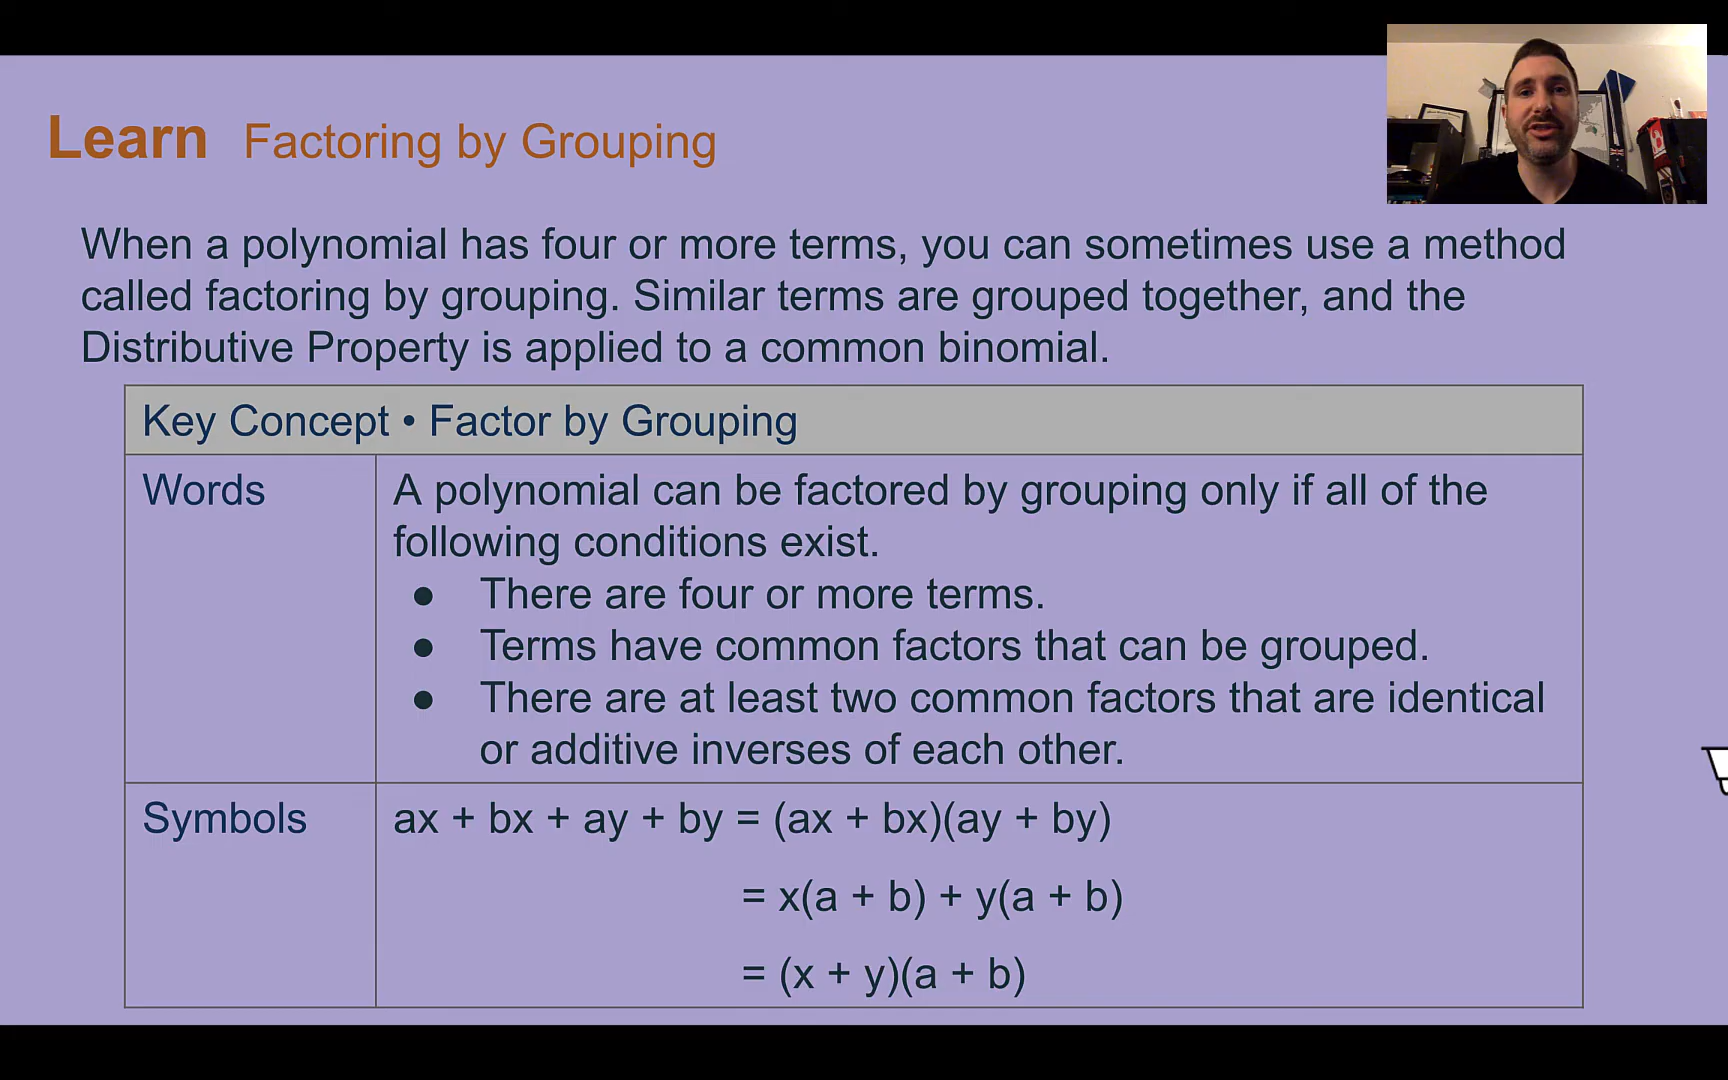 Learn Factoring by Grouping
When a polynomial has four or more terms, you can sometimes use a method
called factoring by grouping. Similar terms are grouped together, and the
Distributive Property is applied to a common binomial.
Key Concept • Factor by Grouping
Words
A polynomial can be factored by grouping only if all of the
following conditions exist.
● There are four or more terms.
● Terms have common factors that can be grouped.
● There are at least two common factors that are identical
or additive inverses of each other.
Symbols
ax + bx + ay + by = (ax + bx)(ay + by)
= x(a + b) + y(a + b)
= (x + y)(a + b)